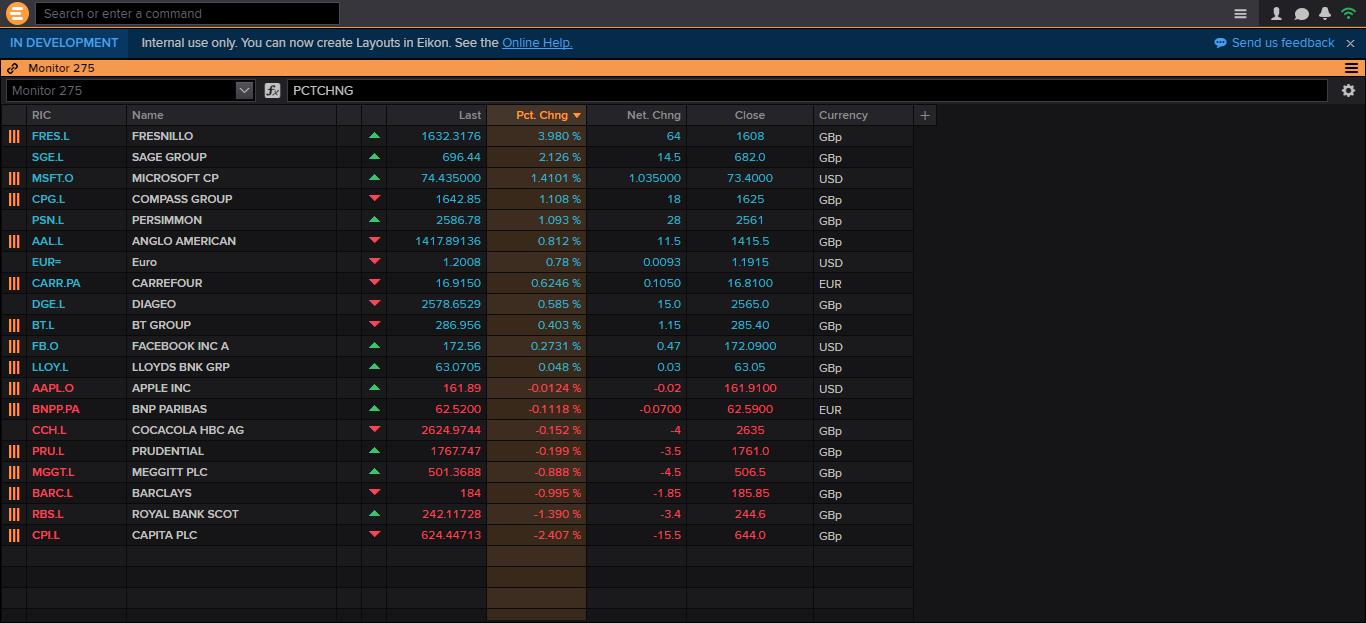 Search or enter a command
IN DEVELOPMENT Internal use only. You can now create Layouts in Eikon. See the Online Help. Send us feedback
Monitor 275
Monitor 275 fx PCTCHNG
RIC Name Last Pct. Chng Net. Chng Close Currency +
FRES.L FRESNILLO 1632.3176 3.980 % 64 1608 GBp
SGE.L SAGE GROUP 696.44 2.126 % 14.5 682.0 GBp
MSFT.O MICROSOFT CP 74.435000 1.4101 % 1.035000 73.4000 USD
CPG.L COMPASS GROUP 1642.85 1.108 % 18 1625 GBp
PSN.L PERSIMMON 2586.78 1.093 % 28 2561 GBp
AAL.L ANGLO AMERICAN 1417.89136 0.812 % 11.5 1415.5 GBp
EUR= Euro 1.2008 0.78 % 0.0093 1.1915 USD
CARR.PA CARREFOUR 16.9150 0.6246 % 0.1050 16.8100 EUR
DGE.L DIAGEO 2578.6529 0.585 % 15.0 2565.0 GBp
BT.L BT GROUP 286.956 0.403 % 1.15 285.40 GBp
FB.O FACEBOOK INC A 172.56 0.2731 % 0.47 172.0900 USD
LLOY.L LLOYDS BNK GRP 63.0705 0.048 % 0.03 63.05 GBp
AAPL.O APPLE INC 161.89 -0.0124 % -0.02 161.9100 USD
BNPP.PA BNP PARIBAS 62.5200 -0.1118 % -0.0700 62.5900 EUR
CCH.L COCACOLA HBC AG 2624.9744 -0.152 % -4 2635 GBp
PRU.L PRUDENTIAL 1767.747 -0.199 % -3.5 1761.0 GBp
MGGT.L MEGGITT PLC 501.3688 -0.888 % -4.5 506.5 GBp
BARC.L BARCLAYS 184 -0.995 % -1.85 185.85 GBp
RBS.L ROYAL BANK SCOT 242.11728 -1.390 % -3.4 244.6 GBp
CPI.L CAPITA PLC 624.44713 -2.407 % -15.5 644.0 GBp